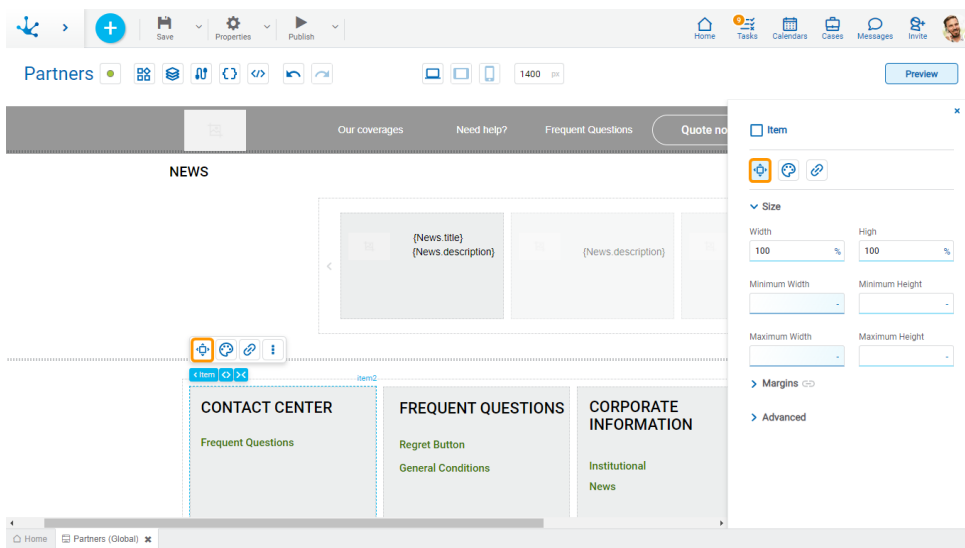 Save
Properties
Publish
Home
9
Tasks
Calendars
Cases
Messages
Invite
Partners
1400 px
Preview
Our coverages
Need help?
Frequent Questions
Quote no
Item
NEWS
Size
Width
High
100 %
100 %
{News.title}
{News.description}
{News.description}
Minimum Width
Minimum Height
-
-
Maximum Width
Maximum Height
-
-
Margins
Advanced
Item
item2
CONTACT CENTER
Frequent Questions
FREQUENT QUESTIONS
Regret Button
General Conditions
CORPORATE
INFORMATION
Institutional
News
Home
Partners (Global)